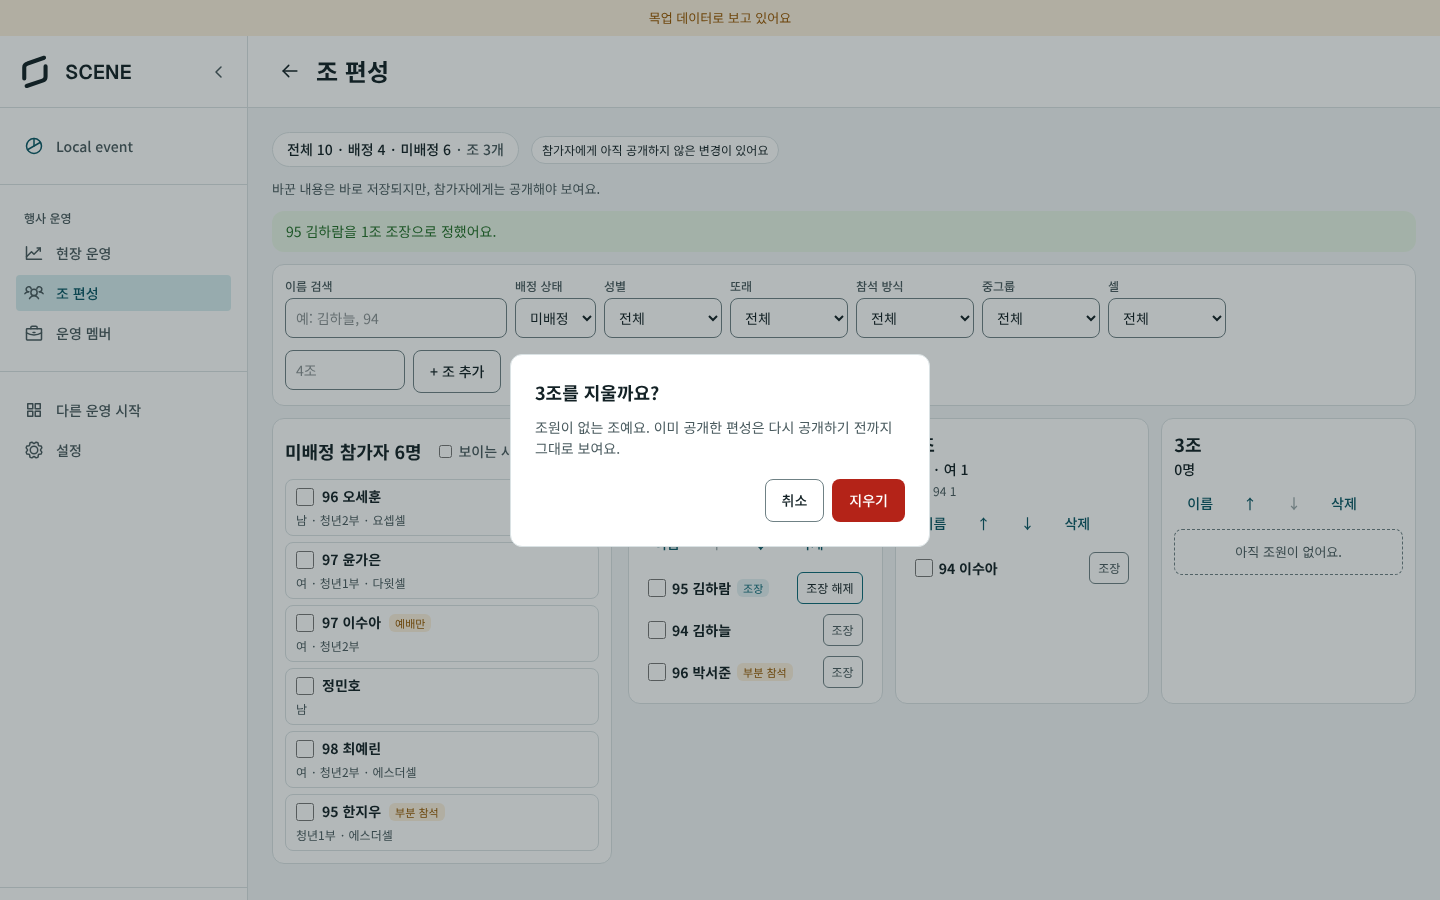 목업 데이터로 보고 있어요
SCENE
조 편성
Local event
행사 운영
현장 운영
조 편성
운영 멤버
다른 운영 시작
설정
전체 10 · 배정 4 · 미배정 6 · 조 3개
참가자에게 아직 공개하지 않은 변경이 있어요
바꾼 내용은 바로 저장되지만, 참가자에게는 공개해야 보여요.
95 김하람을 1조 조장으로 정했어요.
이름 검색
배정 상태
성별
또래
참석 방식
중그룹
셀
예: 김하늘, 94
미배정
전체
전체
전체
전체
전체
4조
+ 조 추가
3조를 지울까요?
조원이 없는 조예요. 이미 공개한 편성은 다시 공개하기 전까지
그대로 보여요.
취소
지우기
미배정 참가자 6명
보이는
96 오세훈
남 · 청년2부 · 요셉셀
97 윤가은
여 · 청년1부 · 다윗셀
97 이수아 예배만
여 · 청년2부
정민호
남
98 최예린
여 · 청년2부 · 에스더셀
95 한지우 부분 참석
청년1부 · 에스더셀
95 김하람 조장
조장 해제
94 김하늘
조장
96 박서준 부분 참석
조장
조
· 여 1
94 1
↑ ↓ 삭제
94 이수아
조장
3조
0명
이름 ↑ ↓ 삭제
아직 조원이 없어요.